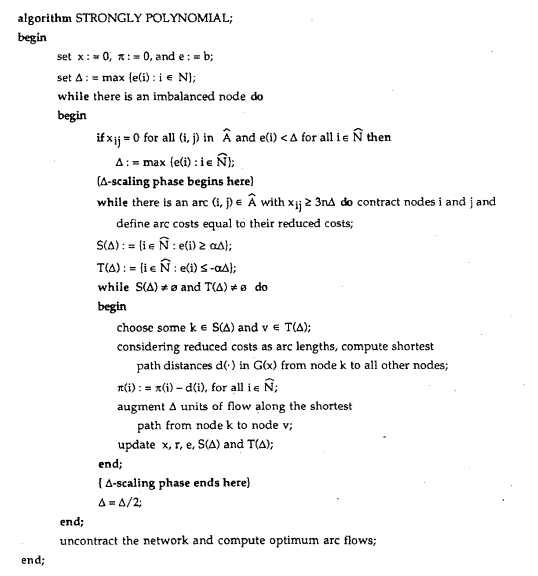 algorithm STRONGLY POLYNOMIAL;
begin
set x : = 0, π : = 0, and e : = b;
set Δ : = max {e(i) : i ∈ N};
while there is an imbalanced node do
begin
if xij = 0 for all (i, j) in Â and e(i) < Δ for all i ∈ N̂ then
Δ : = max {e(i) : i ∈ N̂};
{Δ-scaling phase begins here}
while there is an arc (i, j) ∈ Â with xij ≥ 3nΔ do contract nodes i and j and
define arc costs equal to their reduced costs;
S(Δ) : = {i ∈ N̂ : e(i) ≥ αΔ};
T(Δ) : = {i ∈ N̂ : e(i) ≤ -αΔ};
while S(Δ) ≠ ø and T(Δ) ≠ ø do
begin
choose some k ∈ S(Δ) and v ∈ T(Δ);
considering reduced costs as arc lengths, compute shortest
path distances d(·) in G(x) from node k to all other nodes;
π(i) : = π(i) – d(i), for all i ∈ N̂;
augment Δ units of flow along the shortest
path from node k to node v;
update x, r, e, S(Δ) and T(Δ);
end;
{ Δ-scaling phase ends here}
Δ = Δ/2;
end;
uncontract the network and compute optimum arc flows;
end;